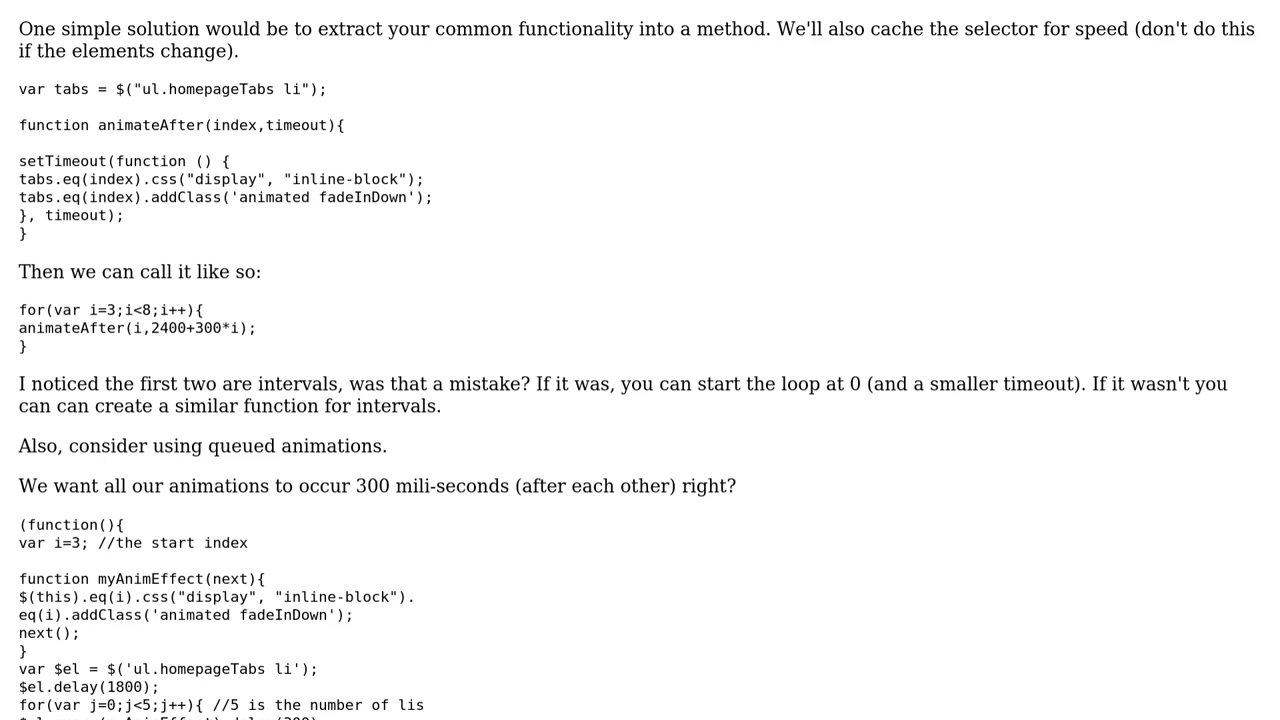 One simple solution would be to extract your common functionality into a method. We'll also cache the selector for speed (don't do this
if the elements change).
var tabs = $("ul.homepageTabs li");
function animateAfter(index,timeout){
setTimeout(function () {
tabs.eq(index).css("display", "inline-block");
tabs.eq(index).addClass('animated fadeInDown');
}, timeout);
}
Then we can call it like so:
for(var i=3;i<8;i++){
animateAfter(i,2400+300*i);
}
I noticed the first two are intervals, was that a mistake? If it was, you can start the loop at 0 (and a smaller timeout). If it wasn't you
can can create a similar function for intervals.
Also, consider using queued animations.
We want all our animations to occur 300 mili-seconds (after each other) right?
(function(){
var i=3; //the start index
function myAnimEffect(next){
$(this).eq(i).css("display", "inline-block").
eq(i).addClass('animated fadeInDown');
next();
}
var $el = $('ul.homepageTabs li');
$el.delay(1800);
for(var j=0;j<5;j++){ //5 is the number of lis